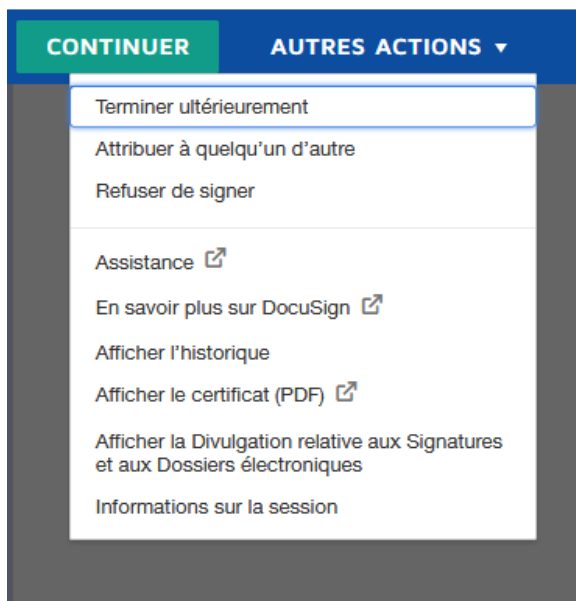 CONTINUER
AUTRES ACTIONS
Terminer ultérieurement
Attribuer à quelqu’un d’autre
Refuser de signer
Assistance
En savoir plus sur DocuSign
Afficher l’historique
Afficher le certificat (PDF)
Afficher la Divulgation relative aux Signatures
et aux Dossiers électroniques
Informations sur la session